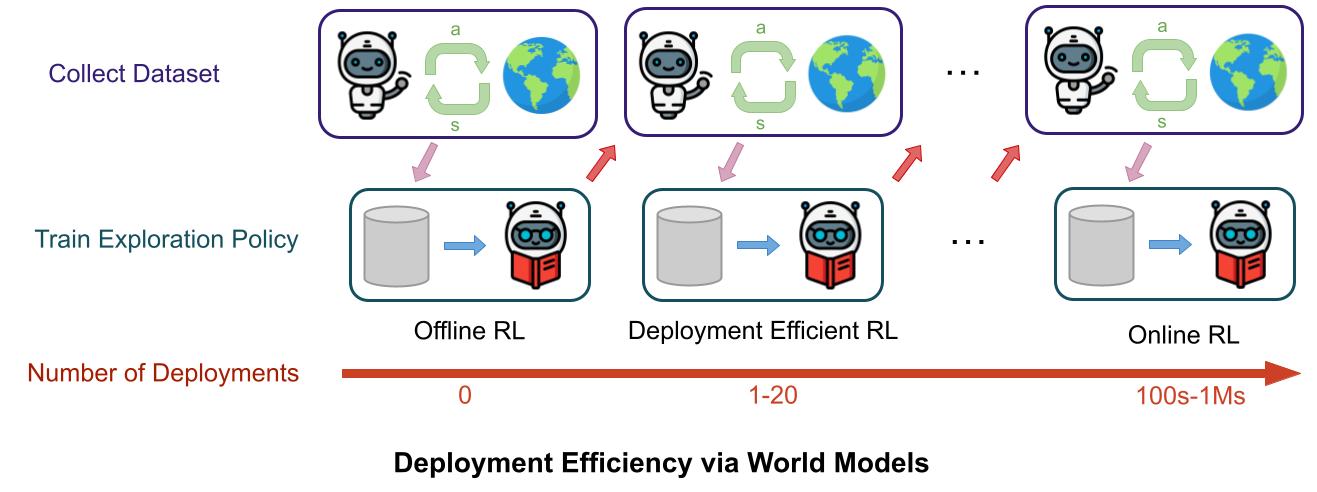 a
a
a
Collect Dataset
...
s
s
s
Train Exploration Policy
...
Offline RL
Deployment Efficient RL
Online RL
Number of Deployments
0
1-20
100s-1Ms
Deployment Efficiency via World Models